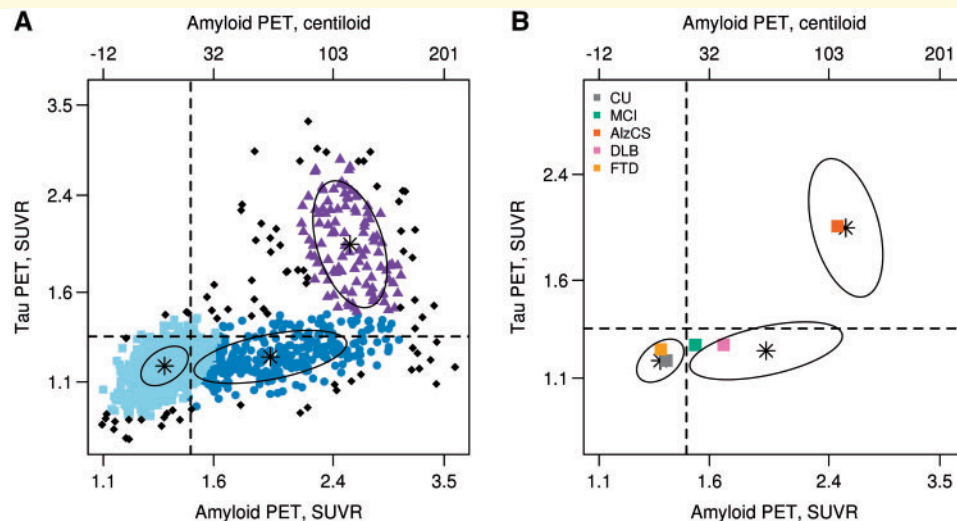 A
Amyloid PET, centiloid
-12 32 103 201
Tau PET, SUVR
3.5
2.4
1.6
1.1
1.1 1.6 2.4 3.5
Amyloid PET, SUVR
B
Amyloid PET, centiloid
-12 32 103 201
CU
MCI
AlzCS
DLB
FTD
Tau PET, SUVR
2.4
1.6
1.1
1.1 1.6 2.4 3.5
Amyloid PET, SUVR